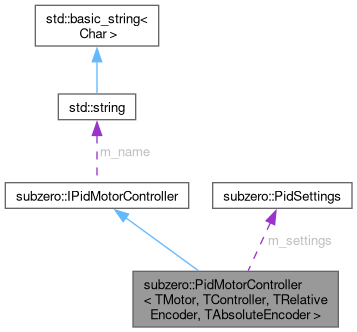 std::basic_string<
Char >
std::string
m_name
subzero::IPidMotorController
subzero::PidSettings
m_settings
subzero::PidMotorController
< TMotor, TController, TRelative
Encoder, TAbsoluteEncoder >